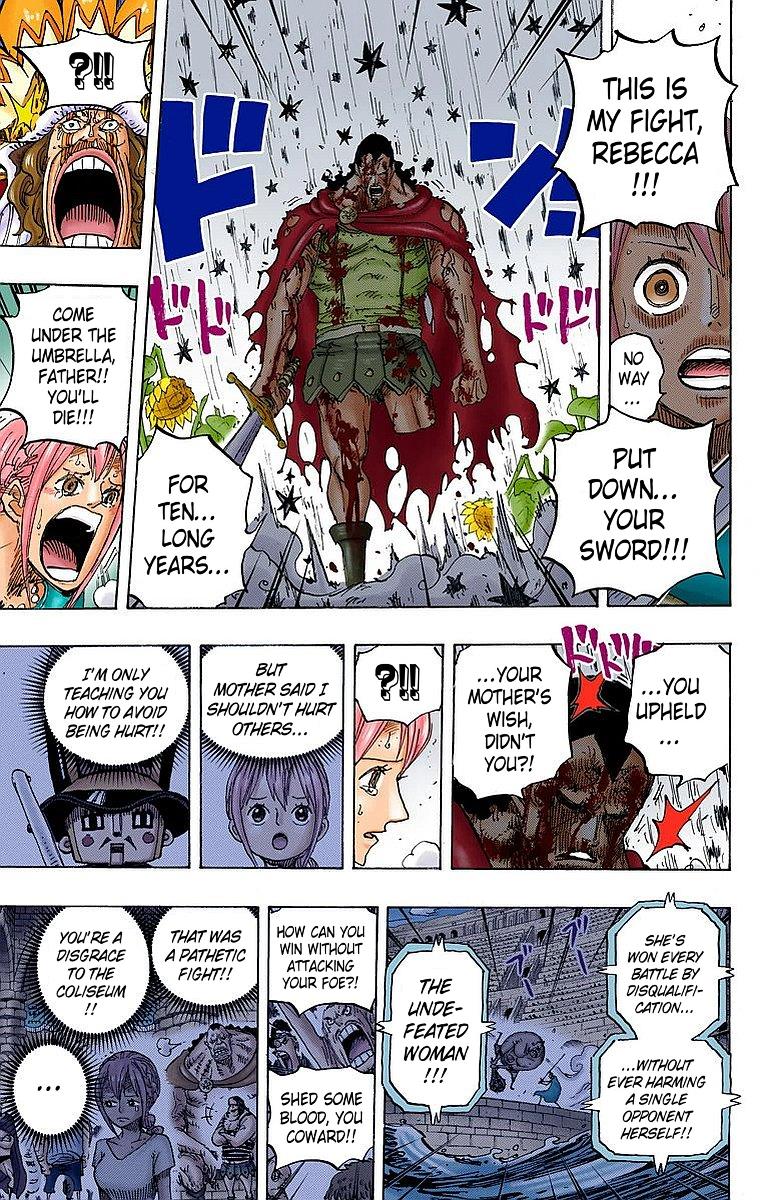 THIS IS
MY FIGHT,
REBECCA
!!!
NO
WAY
...
PUT
DOWN...
YOUR
SWORD!!!
ドン
ドド
ドド
FOR
TEN...
LONG
YEARS...
?!!
COME
UNDER THE
UMBRELLA,
FATHER!!
YOU'LL
DIE!!!
ドドド
...YOU
UPHELD
...
...YOUR
MOTHER'S
WISH,
DIDN'T
YOU?!
?!!
BUT
MOTHER SAID I
SHOULDN'T HURT
OTHERS...
I'M ONLY
TEACHING YOU
HOW TO AVOID
BEING HURT!!
SHE'S
WON EVERY
BATTLE BY
DISQUALIFI-
CATION...
...WITHOUT
EVER HARMING
A SINGLE
OPPONENT
HERSELF!!
THE
UNDE-
FEATED
WOMAN
!!!
HOW CAN YOU
WIN WITHOUT
ATTACKING
YOUR FOE?!
SHED SOME
BLOOD, YOU
COWARD!!
THAT WAS
A PATHETIC
FIGHT!!
YOU'RE A
DISGRACE
TO THE
COLISEUM
!!
...